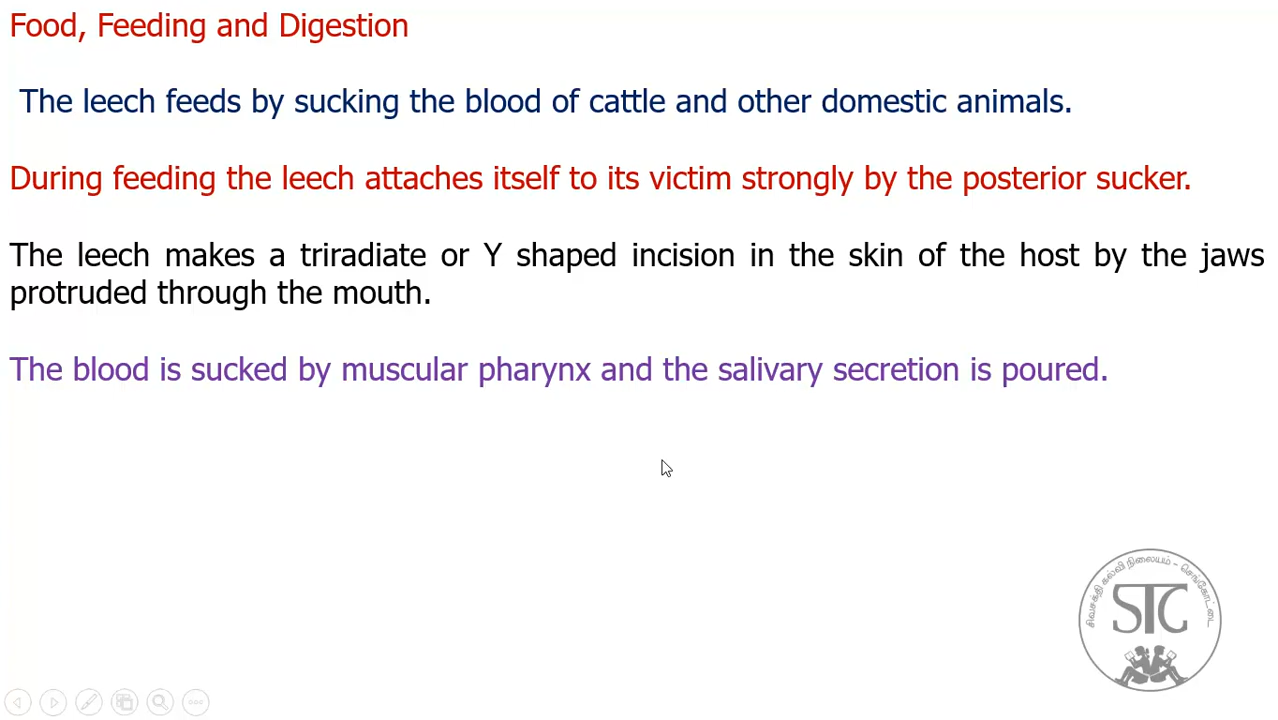 Food, Feeding and Digestion
The leech feeds by sucking the blood of cattle and other domestic animals.
During feeding the leech attaches itself to its victim strongly by the posterior sucker.
The leech makes a triradiate or Y shaped incision in the skin of the host by the jaws
protruded through the mouth.
The blood is sucked by muscular pharynx and the salivary secretion is poured.
சிவசக்தி கல்வி நிலையம் - செங்கோட்டை
STC